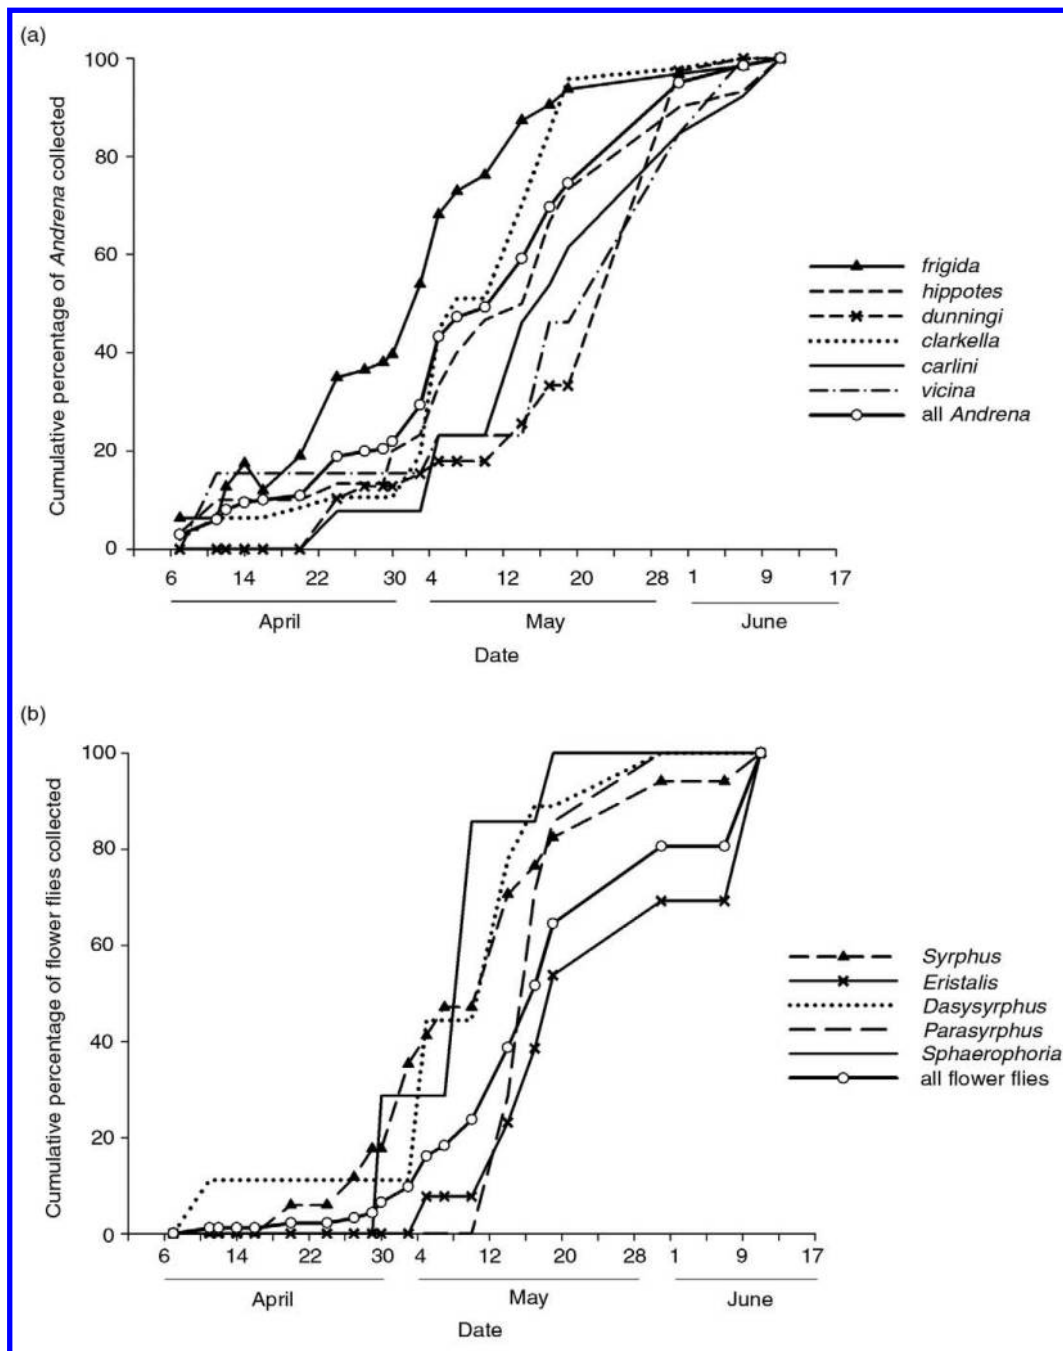 (a)
Cumulative percentage of Andrena collected
100
80
60
40
20
0
6 14 22 30 4 12 20 28 1 9 17
April May June
Date
frigida
hippotes
dunningi
clarkella
carlini
vicina
all Andrena
(b)
Cumulative percentage of flower flies collected
100
80
60
40
20
0
6 14 22 30 4 12 20 28 1 9 17
April May June
Date
Syrphus
Eristalis
Dasysyrphus
Parasyrphus
Sphaerophoria
all flower flies